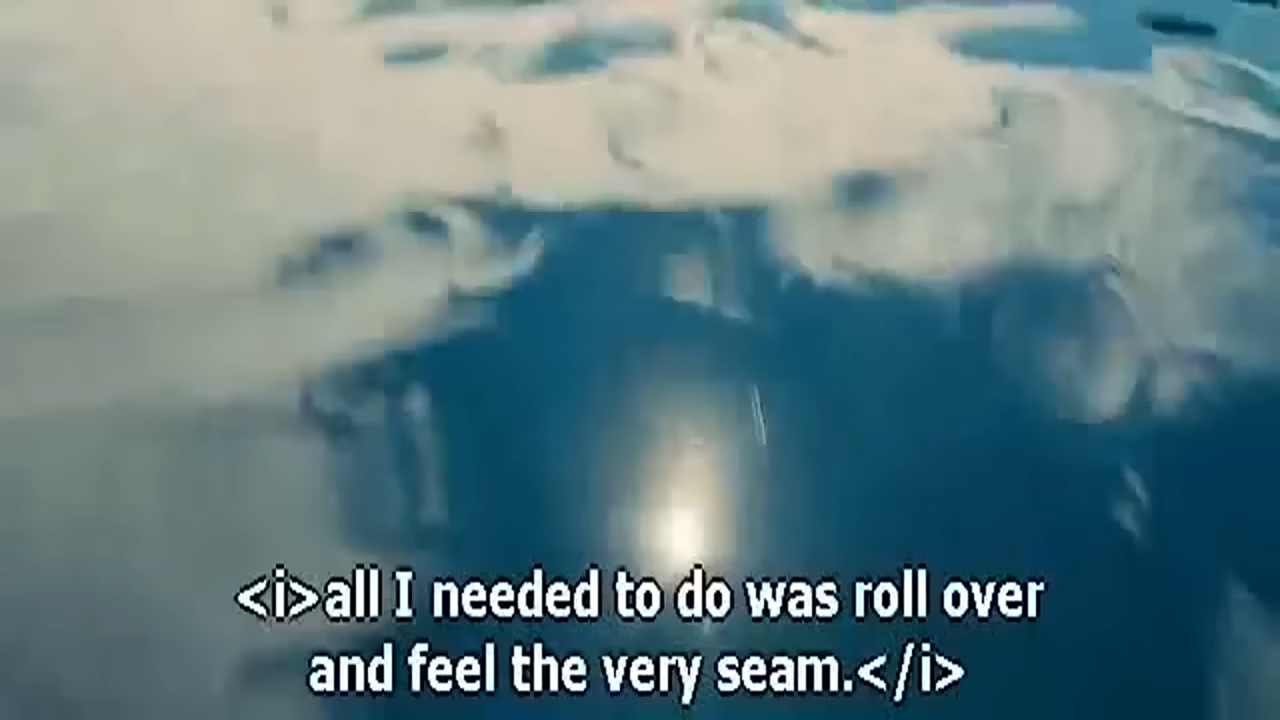 <i>all I needed to do was roll over
and feel the very seam.</i>